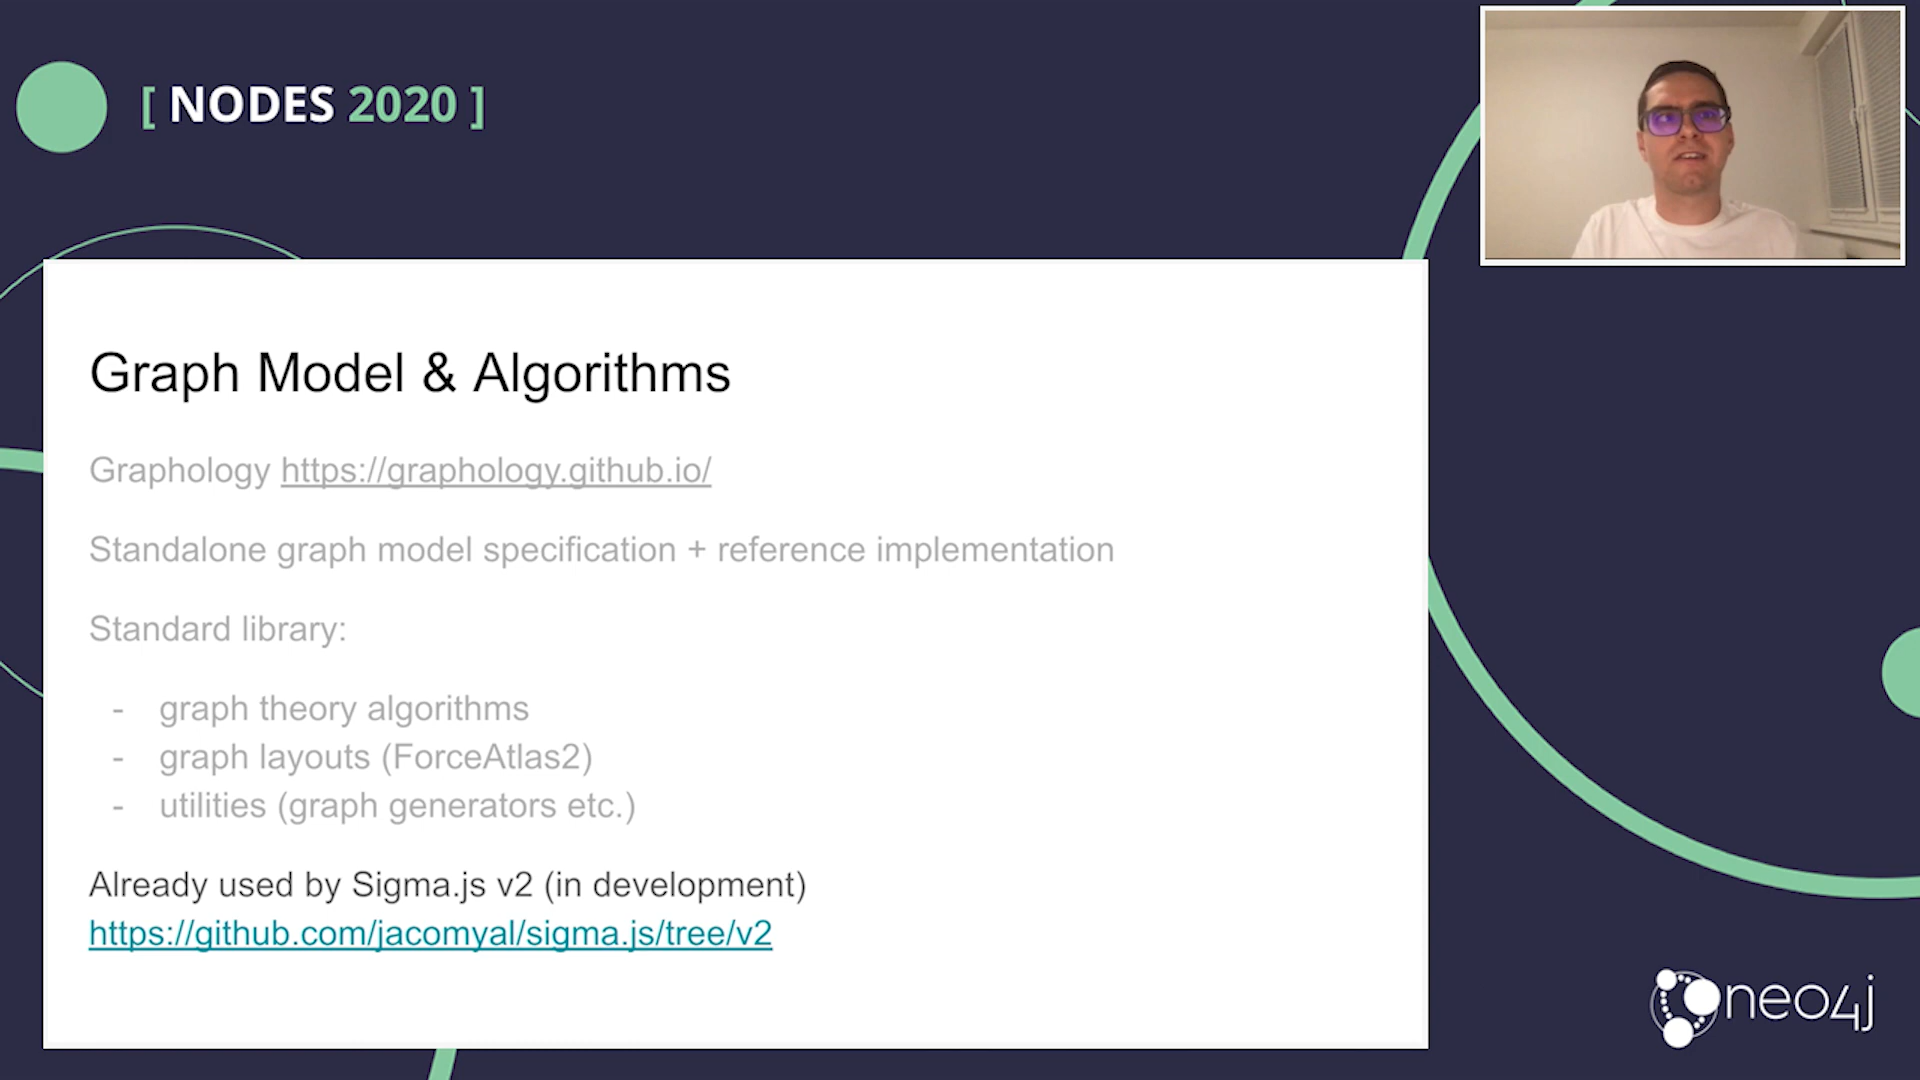 [ NODES 2020 ]
Graph Model & Algorithms
Graphology https://graphology.github.io/
Standalone graph model specification + reference implementation
Standard library:
- graph theory algorithms
- graph layouts (ForceAtlas2)
- utilities (graph generators etc.)
Already used by Sigma.js v2 (in development)
https://github.com/jacomyal/sigma.js/tree/v2
neo4j